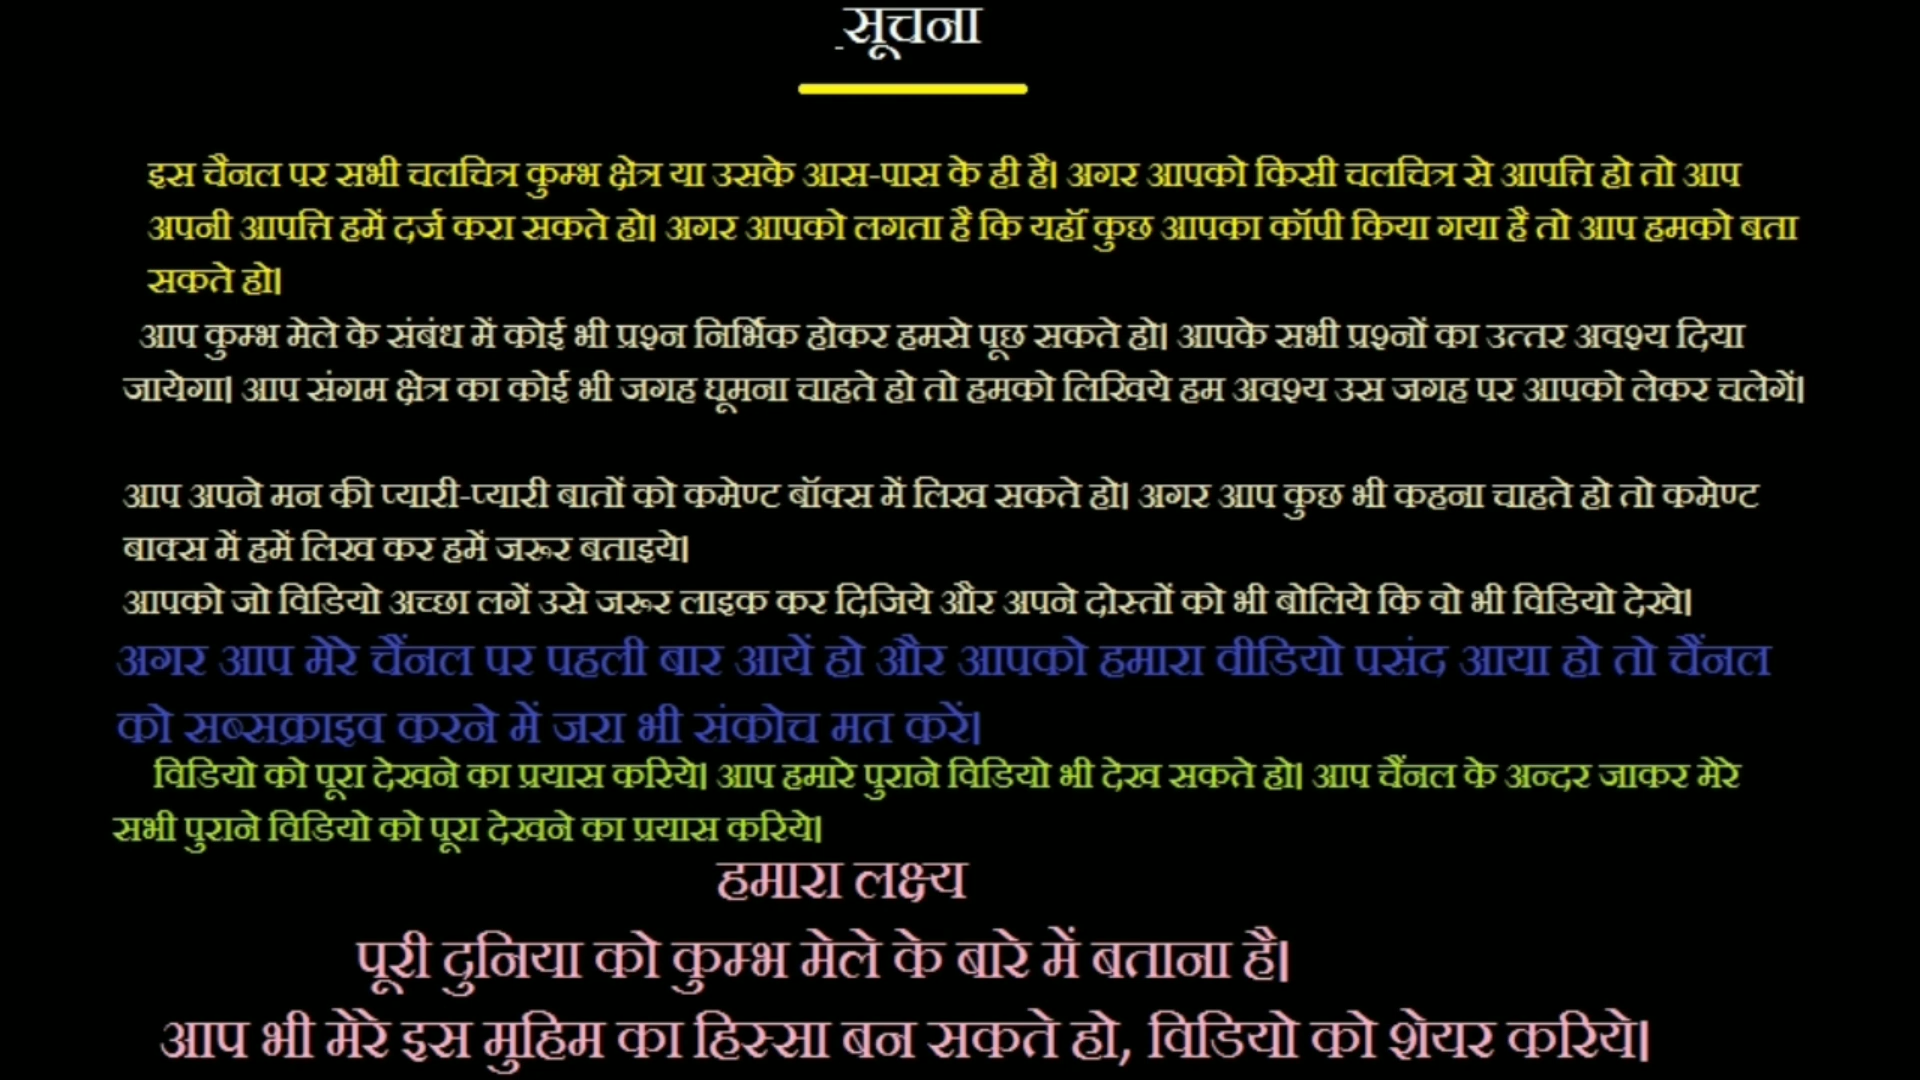 सूचना
इस चैनल पर सभी चलचित्र कुम्भ क्षेत्र या उसके आस-पास के ही है। अगर आपको किसी चलचित्र से आपत्ति हो तो आप
अपनी आपत्ति हमें दर्ज करा सकते हो। अगर आपको लगता है कि यहॉं कुछ आपका कॉपी किया गया है तो आप हमको बता
सकते हो।
आप कुम्भ मेले के संबंध में कोई भी प्रश्न निर्भिक होकर हमसे पूछ सकते हो। आपके सभी प्रश्नों का उत्तर अवश्य दिया
जायेगा। आप संगम क्षेत्र का कोई भी जगह घूमना चाहते हो तो हमको लिखिये हम अवश्य उस जगह पर आपको लेकर चलेगें।
आप अपने मन की प्यारी-प्यारी बातों को कमेण्ट बॉक्स में लिख सकते हो। अगर आप कुछ भी कहना चाहते हो तो कमेण्ट
बाक्स में हमें लिख कर हमें जरूर बताइये।
आपको जो विडियो अच्छा लगें उसे जरूर लाइक कर दिजिये और अपने दोस्तों को भी बोलिये कि वो भी विडियो देखे।
अगर आप मेरे चैंनल पर पहली बार आयें हो और आपको हमारा वीडियो पसंद आया हो तो चैंनल
को सब्सक्राइव करने में जरा भी संकोच मत करें।
विडियो को पूरा देखने का प्रयास करिये। आप हमारे पुराने विडियो भी देख सकते हो। आप चैंनल के अन्दर जाकर मेरे
सभी पुराने विडियो को पूरा देखने का प्रयास करिये।
हमारा लक्ष्य
पूरी दुनिया को कुम्भ मेले के बारे में बताना है।
आप भी मेरे इस मुहिम का हिस्सा बन सकते हो, विडियो को शेयर करिये।